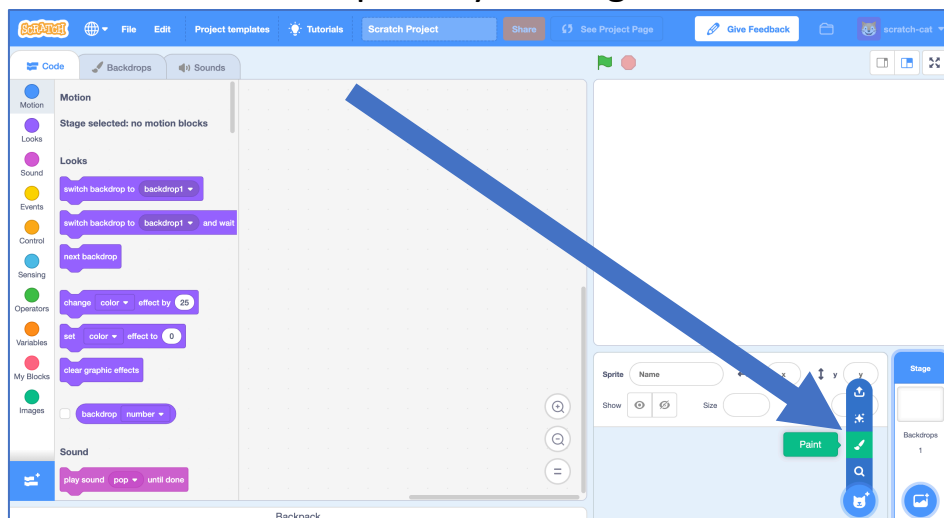 SCRATCH File Edit Project templates Tutorials Scratch Project Share See Project Page Give Feedback scratch-cat
Code Backdrops Sounds
Motion
Looks
Sound
Events
Control
Sensing
Operators
Variables
My Blocks
Images
Motion
Stage selected: no motion blocks
Looks
switch backdrop to backdrop1
switch backdrop to backdrop1 and wait
next backdrop
change color effect by 25
set color effect to 0
clear graphic effects
backdrop number
Sound
play sound pop until done
Backpack
Sprite Name x y y
Show Size
Paint
Stage
Backdrops
1